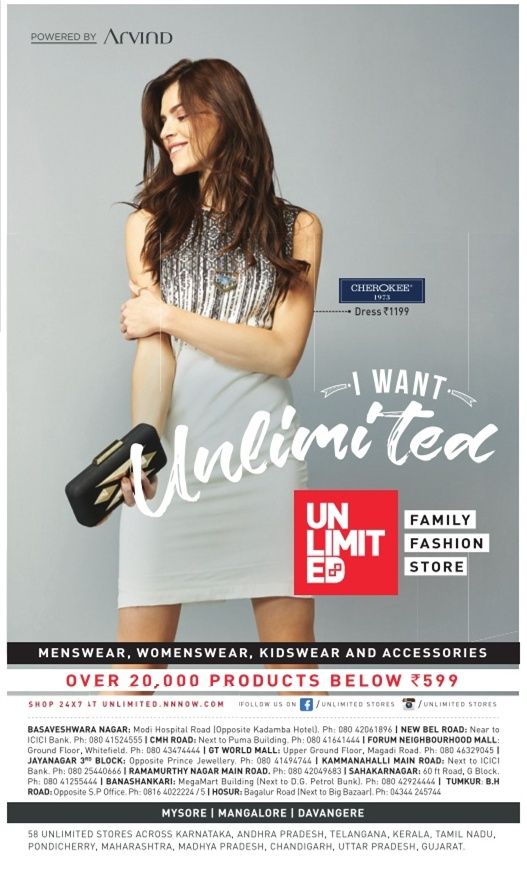 POWERED BY Arvind
CHEROKEE
1973
Dress ₹1199
I WANT
Unlimited
UN
LIMIT
ED
FAMILY
FASHION
STORE
MENSWEAR, WOMENSWEAR, KIDSWEAR AND ACCESSORIES
OVER 20,000 PRODUCTS BELOW ₹599
SHOP 24X7 AT UNLIMITED.NNNOW.COM FOLLOW US ON f /UNLIMITED STORES /UNLIMITED STORES
BASAVESHWARA NAGAR: Modi Hospital Road (Opposite Kadamba Hotel). Ph: 080 42061896 | NEW BEL ROAD: Near to
ICICI Bank. Ph: 080 41524555 | CMH ROAD: Next to Puma Building. Ph: 080 41641444 | FORUM NEIGHBOURHOOD MALL:
Ground Floor, Whitefield. Ph: 080 43474444 | GT WORLD MALL: Upper Ground Floor, Magadi Road. Ph: 080 46329045 |
JAYANAGAR 3RD BLOCK: Opposite Prince Jewellery. Ph: 080 41494744 | KAMMANAHALLI MAIN ROAD: Next to ICICI
Bank. Ph: 080 25440666 | RAMAMURTHY NAGAR MAIN ROAD. Ph: 080 42049683 | SAHAKARNAGAR: 60 ft Road, G Block.
Ph: 080 41255444 | BANASHANKARI: MegaMart Building (Next to D.G. Petrol Bunk). Ph: 080 42924444 | TUMKUR: B.H
ROAD: Opposite S.P Office. Ph: 0816 4022224 / 5 | HOSUR: Bagalur Road (Next to Big Bazaar). Ph: 04344 245744
MYSORE | MANGALORE | DAVANGERE
58 UNLIMITED STORES ACROSS KARNATAKA, ANDHRA PRADESH, TELANGANA, KERALA, TAMIL NADU,
PONDICHERRY, MAHARASHTRA, MADHYA PRADESH, CHANDIGARH, UTTAR PRADESH, GUJARAT.